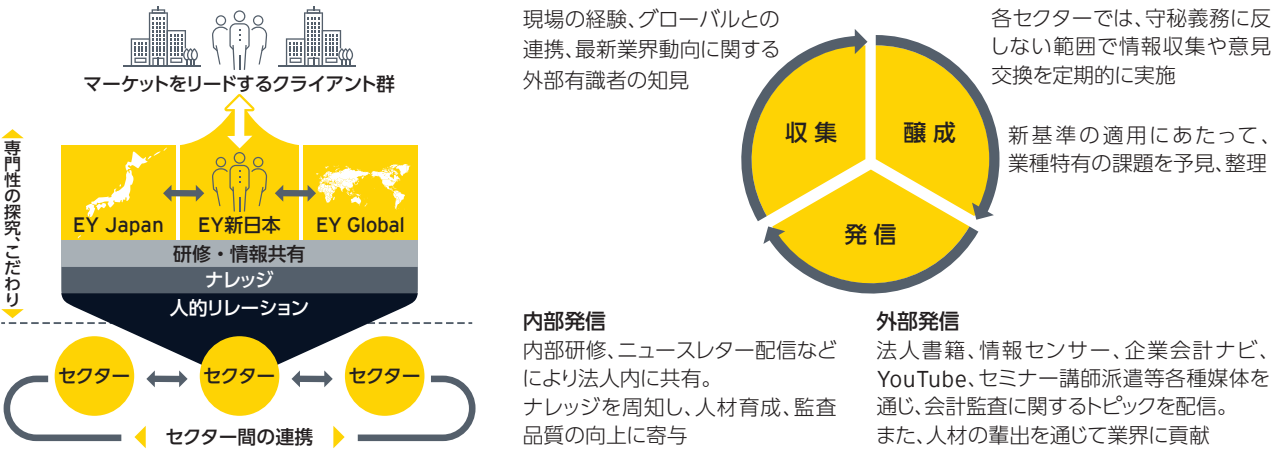 マーケットをリードするクライアント群
専門性の探究、こだわり
EY Japan
EY新日本
EY Global
研修・情報共有
ナレッジ
人的リレーション
セクター
セクター
セクター
セクター間の連携
現場の経験、グローバルとの
連携、最新業界動向に関する
外部有識者の知見
各セクターでは、守秘義務に反
しない範囲で情報収集や意見
交換を定期的に実施
収集
醸成
新基準の適用にあたって、
業種特有の課題を予見、整理
発信
内部発信
内部研修、ニュースレター配信など
により法人内に共有。
ナレッジを周知し、人材育成、監査
品質の向上に寄与
外部発信
法人書籍、情報センサー、企業会計ナビ、
YouTube、セミナー講師派遣等各種媒体を
通じ、会計監査に関するトピックを配信。
また、人材の輩出を通じて業界に貢献